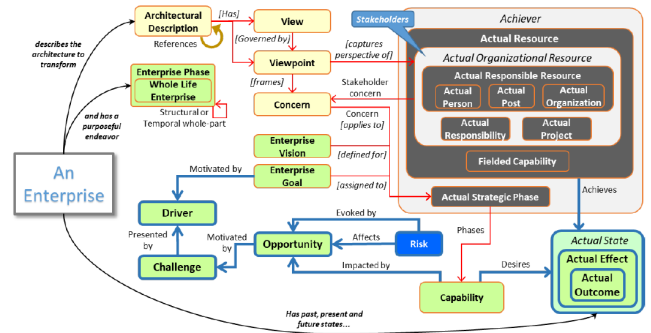 Architectural
Description
References
[Has]
View
[Governed by]
Viewpoint
[frames]
Concern
[captures
perspective of]
Stakeholder
concern
Concern
[applies to]
Stakeholders
Achiever
Actual Resource
Actual Organizational Resource
Actual Responsible Resource
Actual
Person
Actual
Post
Actual
Organization
Actual
Responsibility
Actual
Project
Fielded Capability
describes the
architecture to
transform
Enterprise Phase
Whole Life
Enterprise
Structural or
Temporal whole-part
and has a
purposeful
endeavor
An
Enterprise
Enterprise
Vision
[defined for]
Enterprise
Goal
[assigned to]
Motivated by
Actual Strategic Phase
Achieves
Driver
Presented
by
Motivated
by
Challenge
Opportunity
Evoked by
Affects
Risk
Impacted by
Phases
Capability
Desires
Actual State
Actual Effect
Actual
Outcome
Has past, present and
future states...